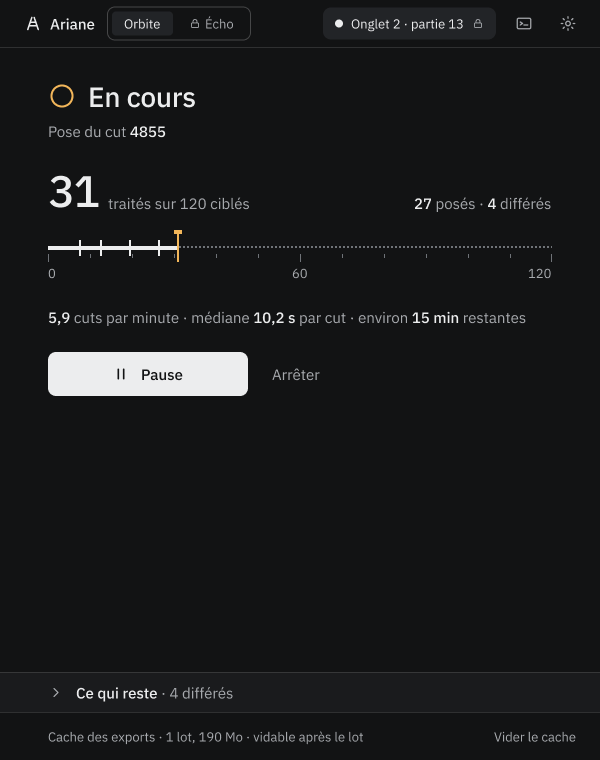 Ariane
Orbite
Écho
Onglet 2 · partie 13
En cours
Pose du cut 4855
31 traités sur 120 ciblés
27 posés · 4 différés
0 60 120
5,9 cuts par minute · médiane 10,2 s par cut · environ 15 min restantes
Pause
Arrêter
Ce qui reste · 4 différés
Cache des exports · 1 lot, 190 Mo · vidable après le lot
Vider le cache